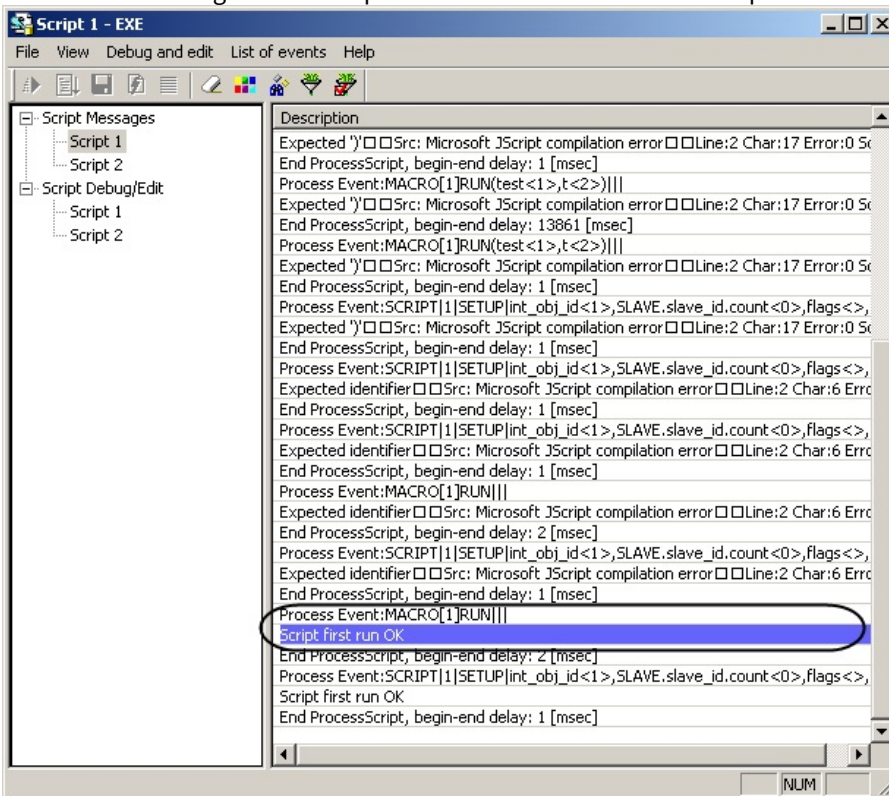 Script 1 - EXE
File View Debug and edit List of events Help
Script Messages
Script 1
Script 2
Script Debug/Edit
Script 1
Script 2
Description
Expected ')'□□Src: Microsoft JScript compilation error□□Line:2 Char:17 Error:0
End ProcessScript, begin-end delay: 1 [msec]
Process Event:MACRO[1]RUN(test<1>,t<2>)|||
Expected ')'□□Src: Microsoft JScript compilation error□□Line:2 Char:17 Error:0
End ProcessScript, begin-end delay: 13861 [msec]
Process Event:MACRO[1]RUN(test<1>,t<2>)|||
Expected ')'□□Src: Microsoft JScript compilation error□□Line:2 Char:17 Error:0
End ProcessScript, begin-end delay: 1 [msec]
Process Event:SCRIPT|1|SETUP|int_obj_id<1>,SLAVE.slave_id.count<0>,flags<>,
Expected ')'□□Src: Microsoft JScript compilation error□□Line:2 Char:17 Error:0
End ProcessScript, begin-end delay: 1 [msec]
Process Event:SCRIPT|1|SETUP|int_obj_id<1>,SLAVE.slave_id.count<0>,flags<>,
Expected identifier□□Src: Microsoft JScript compilation error□□Line:2 Char:6
End ProcessScript, begin-end delay: 1 [msec]
Process Event:SCRIPT|1|SETUP|int_obj_id<1>,SLAVE.slave_id.count<0>,flags<>,
Expected identifier□□Src: Microsoft JScript compilation error□□Line:2 Char:6
End ProcessScript, begin-end delay: 1 [msec]
Process Event:MACRO[1]RUN|||
Expected identifier□□Src: Microsoft JScript compilation error□□Line:2 Char:6
End ProcessScript, begin-end delay: 2 [msec]
Process Event:SCRIPT|1|SETUP|int_obj_id<1>,SLAVE.slave_id.count<0>,flags<>,
Expected identifier□□Src: Microsoft JScript compilation error□□Line:2 Char:6
End ProcessScript, begin-end delay: 1 [msec]
Process Event:MACRO[1]RUN|||
Script first run OK
End ProcessScript, begin-end delay: 2 [msec]
Process Event:SCRIPT|1|SETUP|int_obj_id<1>,SLAVE.slave_id.count<0>,flags<>,
Script first run OK
End ProcessScript, begin-end delay: 1 [msec]
NUM